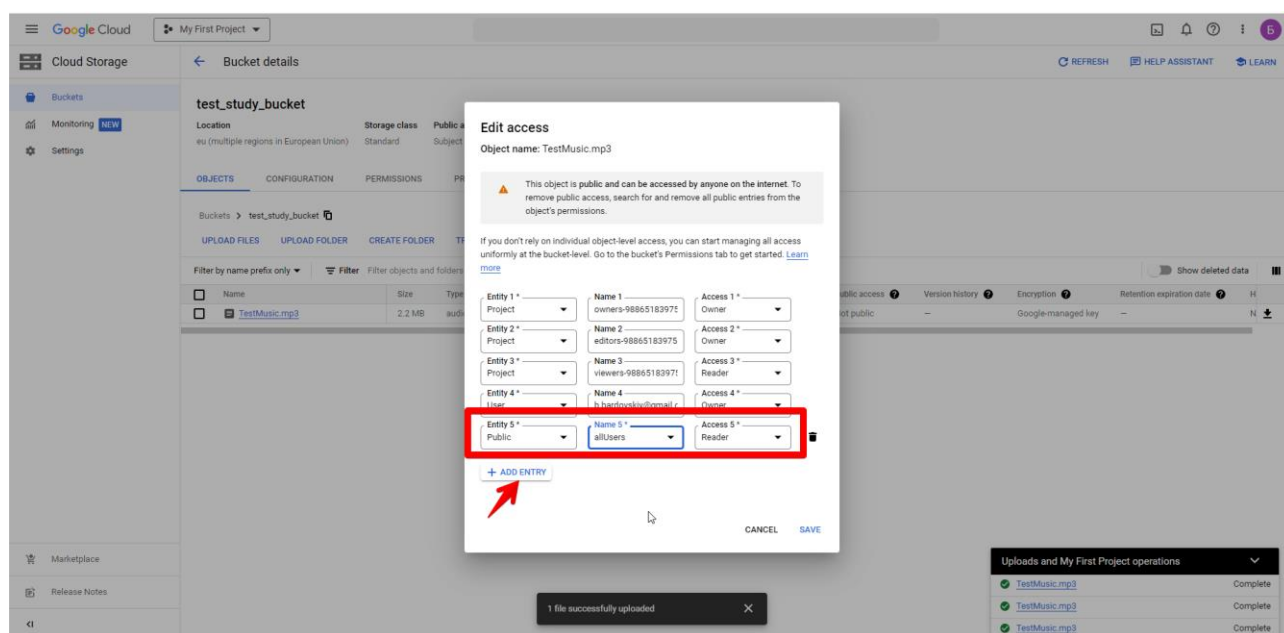 Google Cloud
My First Project
Б
Cloud Storage
Bucket details
REFRESH
HELP ASSISTANT
LEARN
Buckets
Monitoring NEW
Settings
test_study_bucket
Location
Storage class
Public a
eu (multiple regions in European Union)
Standard
Subject
OBJECTS
CONFIGURATION
PERMISSIONS
PR
Buckets > test_study_bucket
UPLOAD FILES
UPLOAD FOLDER
CREATE FOLDER
TR
Filter by name prefix only
Filter
Filter objects and folders
Show deleted data
Name
Size
Type
ublic access
Version history
Encryption
Retention expiration date
H
TestMusic.mp3
2.2 MB
audi
ot public
–
Google-managed key
–
N
Edit access
Object name: TestMusic.mp3
This object is public and can be accessed by anyone on the internet. To
remove public access, search for and remove all public entries from the
object's permissions.
If you don't rely on individual object-level access, you can start managing all access
uniformly at the bucket-level. Go to the bucket's Permissions tab to get started. Learn
more
Entity 1 *
Name 1
Access 1 *
Project
owners-98865183975
Owner
Entity 2 *
Name 2
Access 2 *
Project
editors-98865183975
Owner
Entity 3 *
Name 3
Access 3 *
Project
viewers-98865183975
Reader
Entity 4 *
Name 4
Access 4 *
User
b.bardovskiy@gmail.c
Owner
Entity 5 *
Name 5 *
Access 5 *
Public
allUsers
Reader
+ ADD ENTRY
CANCEL
SAVE
Marketplace
Release Notes
1 file successfully uploaded
Uploads and My First Project operations
TestMusic.mp3
Complete
TestMusic.mp3
Complete
TestMusic.mp3
Complete